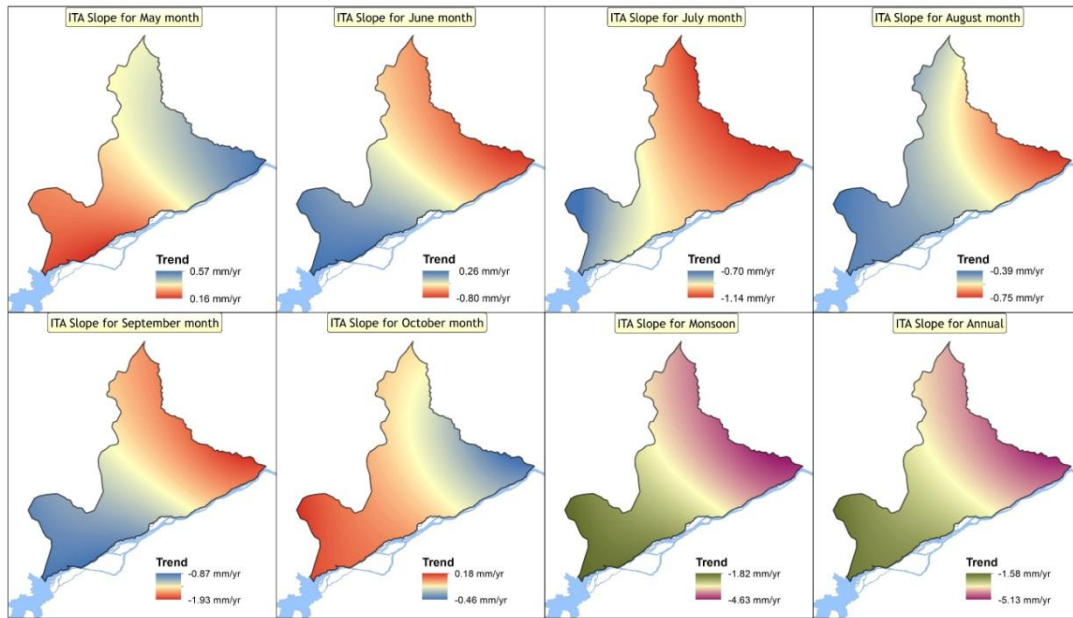 ITA Slope for May month
Trend
0.57 mm/yr
0.16 mm/yr
ITA Slope for June month
Trend
0.26 mm/yr
-0.80 mm/yr
ITA Slope for July month
Trend
-0.70 mm/yr
-1.14 mm/yr
ITA Slope for August month
Trend
-0.39 mm/yr
-0.75 mm/yr
ITA Slope for September month
Trend
-0.87 mm/yr
-1.93 mm/yr
ITA Slope for October month
Trend
0.18 mm/yr
-0.46 mm/yr
ITA Slope for Monsoon
Trend
-1.82 mm/yr
-4.63 mm/yr
ITA Slope for Annual
Trend
-1.58 mm/yr
-5.13 mm/yr